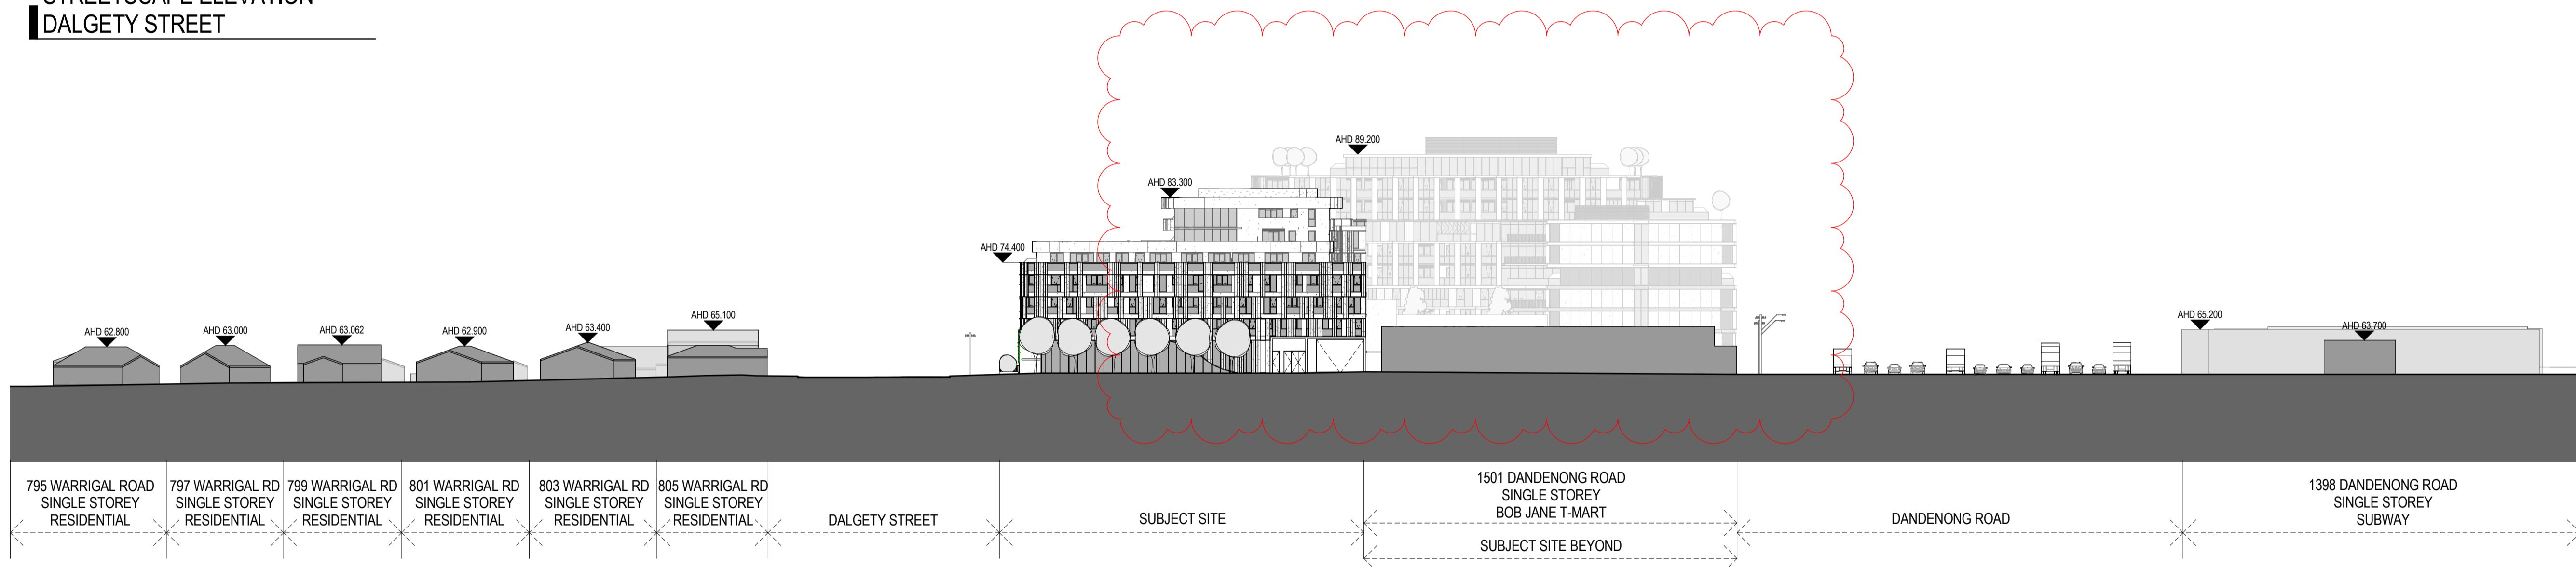 STREETSCAPE ELEVATION
DALGETY STREET
AHD 89.200
AHD 83.300
AHD 74.400
AHD 62.800
AHD 63.000
AHD 63.062
AHD 62.900
AHD 63.400
AHD 65.100
AHD 65.200
AHD 63.700
795 WARRIGAL ROAD
SINGLE STOREY
RESIDENTIAL
797 WARRIGAL RD
SINGLE STOREY
RESIDENTIAL
799 WARRIGAL RD
SINGLE STOREY
RESIDENTIAL
801 WARRIGAL RD
SINGLE STOREY
RESIDENTIAL
803 WARRIGAL RD
SINGLE STOREY
RESIDENTIAL
805 WARRIGAL RD
SINGLE STOREY
RESIDENTIAL
DALGETY STREET
SUBJECT SITE
1501 DANDENONG ROAD
SINGLE STOREY
BOB JANE T-MART
SUBJECT SITE BEYOND
DANDENONG ROAD
1398 DANDENONG ROAD
SINGLE STOREY
SUBWAY